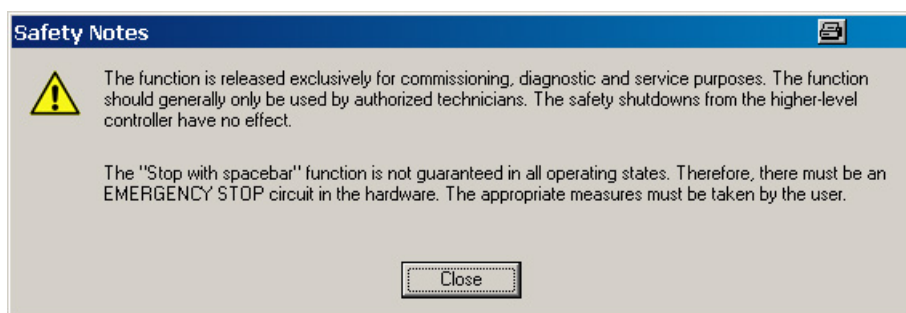 Safety Notes
The function is released exclusively for commissioning, diagnostic and service purposes. The function
should generally only be used by authorized technicians. The safety shutdowns from the higher-level
controller have no effect.
The "Stop with spacebar" function is not guaranteed in all operating states. Therefore, there must be an
EMERGENCY STOP circuit in the hardware. The appropriate measures must be taken by the user.
Close